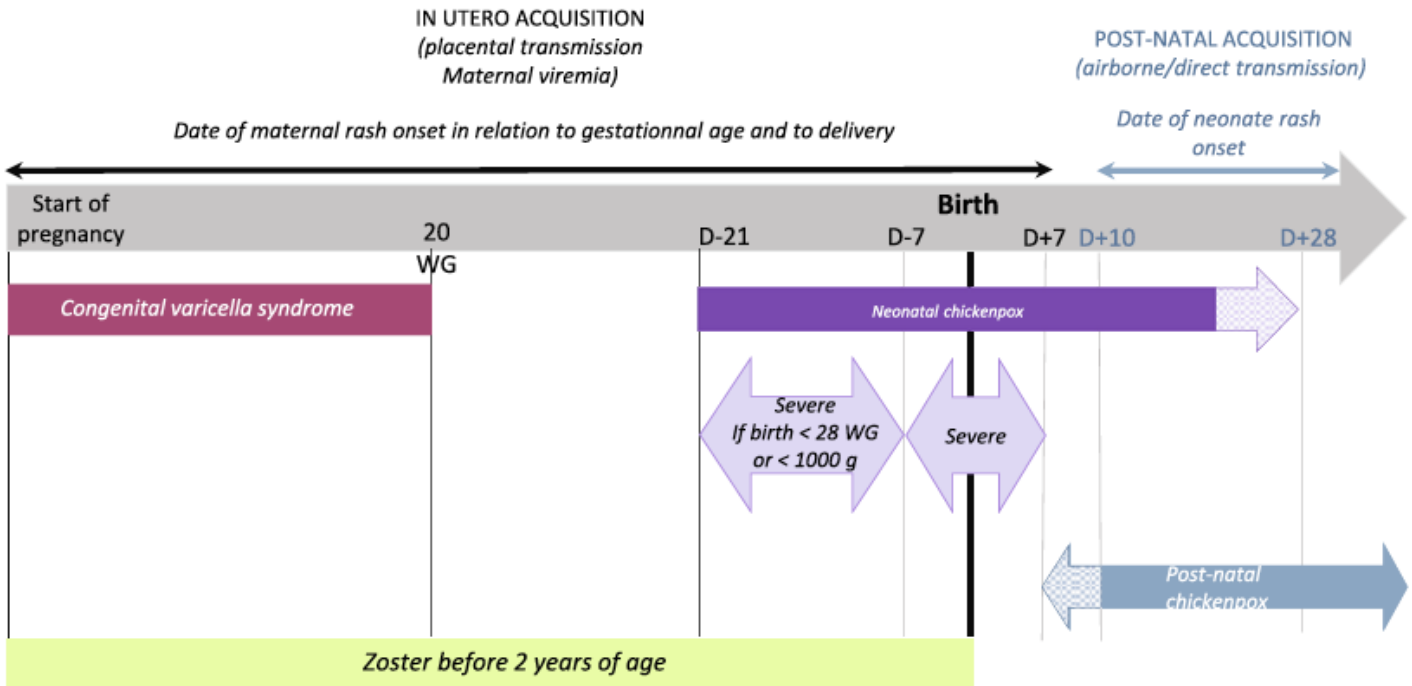 IN UTERO ACQUISITION
(placental transmission
Maternal viremia)
POST-NATAL ACQUISITION
(airborne/direct transmission)
Date of maternal rash onset in relation to gestationnal age and to delivery
Date of neonate rash
onset
Start of
pregnancy
20
WG
D-21
D-7
Birth
D+7
D+10
D+28
Congenital varicella syndrome
Neonatal chickenpox
Severe
If birth < 28 WG
or < 1000 g
Severe
Post-natal
chickenpox
Zoster before 2 years of age